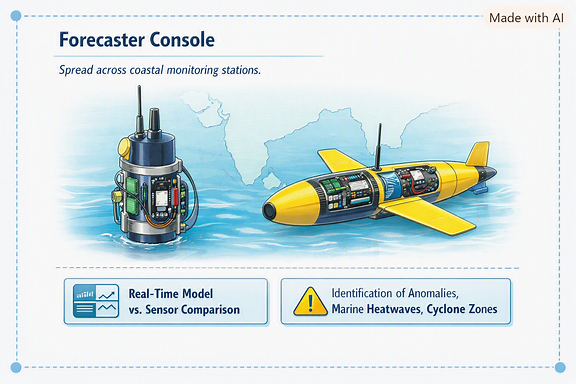 Made with AI
Forecaster Console
Spread across coastal monitoring stations.
Real-Time Model
vs. Sensor Comparison
Identification of Anomalies,
Marine Heatwaves, Cyclone Zones